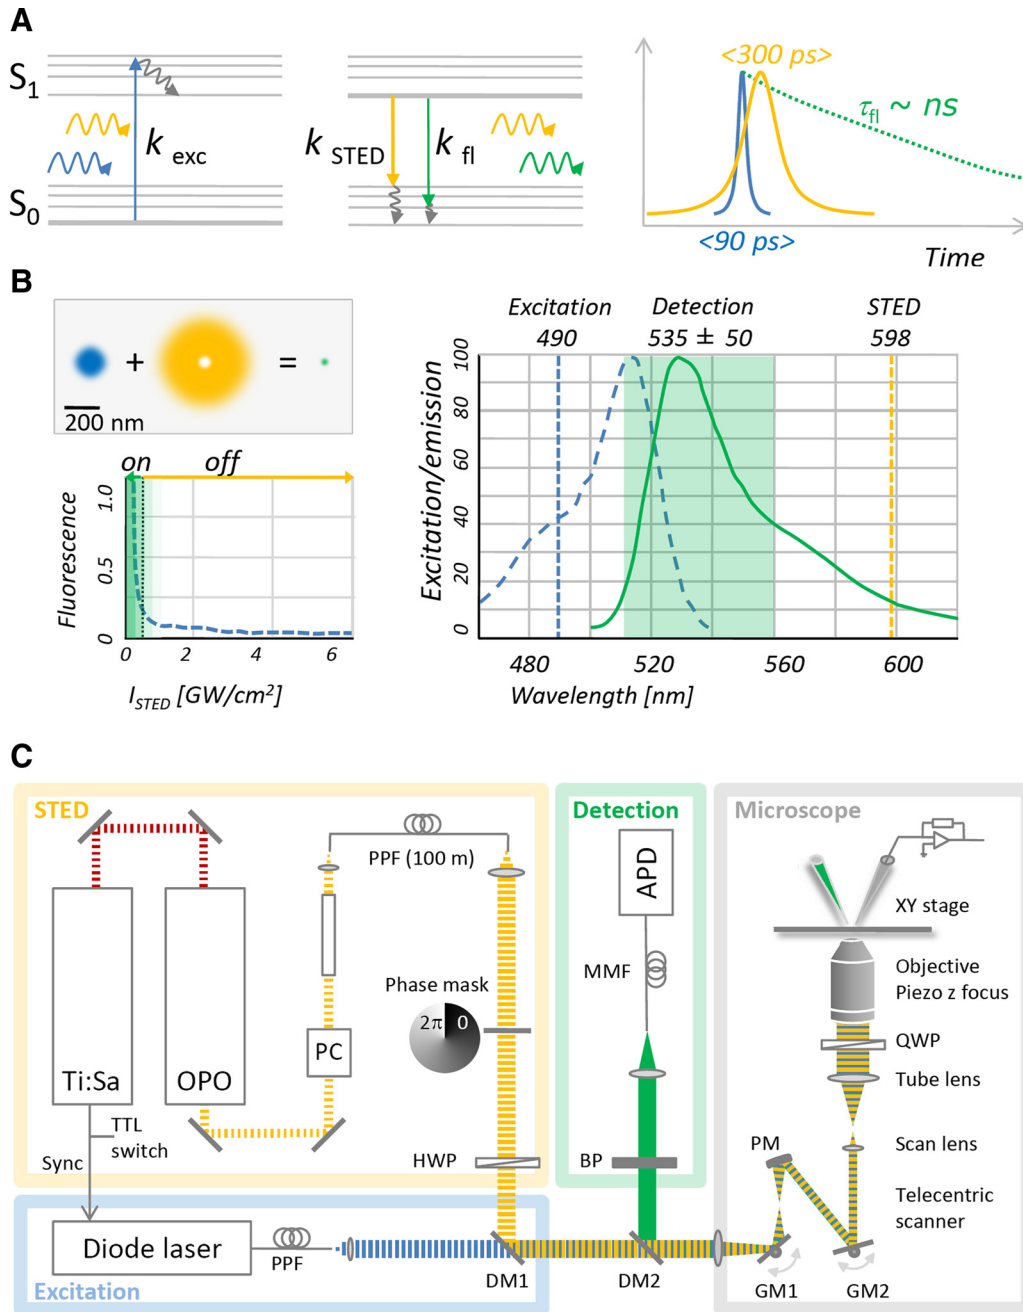 A
S1
S0
k exc
k STED
k fl
<300 ps>
τfl ~ ns
<90 ps>
Time
B
+
=
200 nm
on
off
Fluorescence
1.0
0.5
0
0
2
4
6
ISTED [GW/cm²]
Excitation
490
Detection
535 ± 50
STED
598
Excitation/emission
100
80
60
40
20
0
480
520
560
600
Wavelength [nm]
C
STED
Detection
Microscope
PPF (100 m)
APD
XY stage
MMF
Objective
Piezo z focus
Phase mask
2π
0
QWP
PC
Ti:Sa
OPO
Tube lens
TTL
switch
Sync
HWP
BP
PM
Scan lens
Telecentric
scanner
Diode laser
PPF
DM1
DM2
GM1
GM2
Excitation